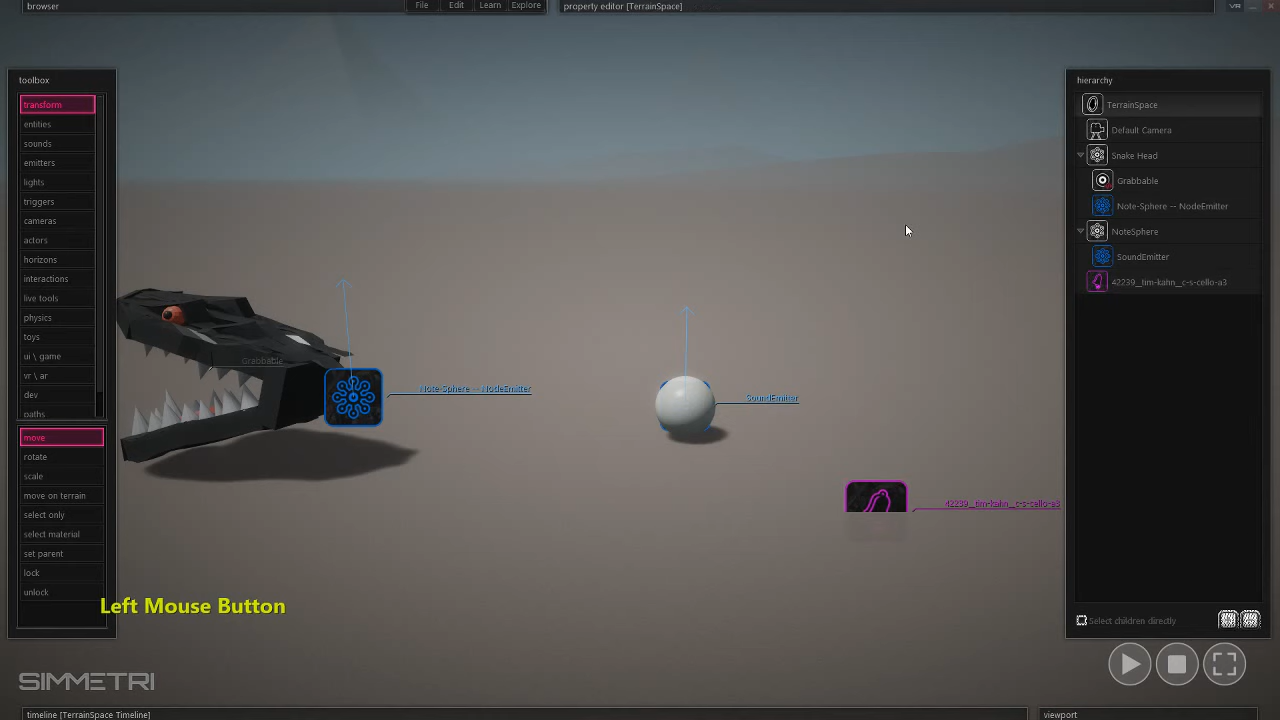 browser
File
Edit
Learn
Explore
property editor [TerrainSpace]
VR
toolbox
transform
entities
sounds
emitters
lights
triggers
cameras
actors
horizons
interactions
live tools
physics
toys
ui \ game
vr \ ar
dev
paths
move
rotate
scale
move on terrain
select only
select material
set parent
lock
unlock
Grabbable
Note-Sphere -- NodeEmitter
SoundEmitter
42239__tim-kahn__c-s-cello-a3
hierarchy
TerrainSpace
Default Camera
Snake Head
Grabbable
Note-Sphere -- NodeEmitter
NoteSphere
SoundEmitter
42239__tim-kahn__c-s-cello-a3
Select children directly
Left Mouse Button
SIMMETRI
timeline [TerrainSpace Timeline]
viewport